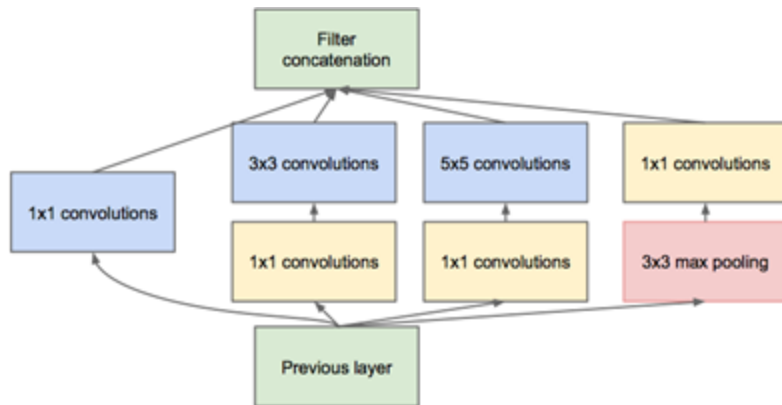 Filter
concatenation
3x3 convolutions
5x5 convolutions
1x1 convolutions
1x1 convolutions
1x1 convolutions
1x1 convolutions
3x3 max pooling
Previous layer